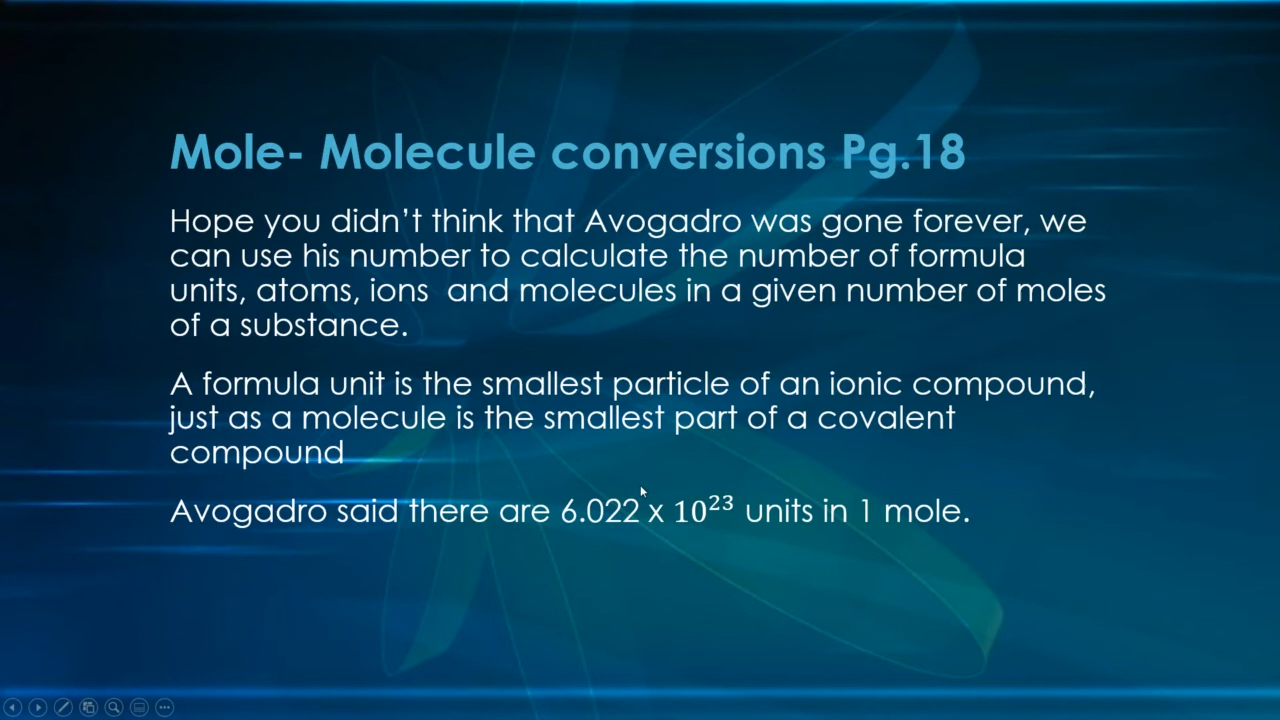 Mole- Molecule conversions Pg.18
Hope you didn’t think that Avogadro was gone forever, we
can use his number to calculate the number of formula
units, atoms, ions  and molecules in a given number of moles
of a substance.
A formula unit is the smallest particle of an ionic compound,
just as a molecule is the smallest part of a covalent
compound
Avogadro said there are 6.022 x 10²³ units in 1 mole.